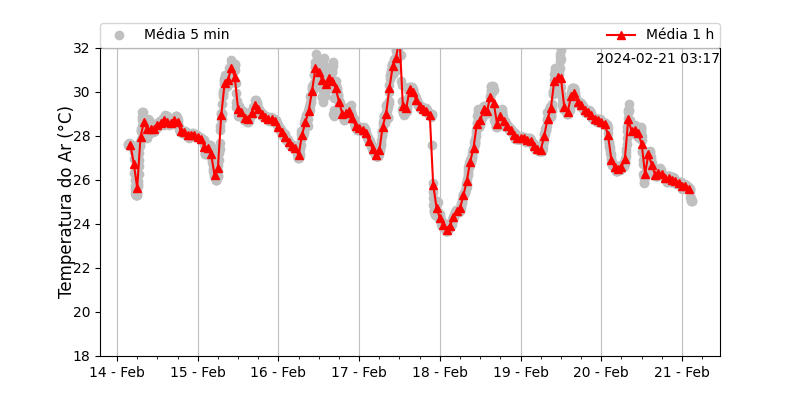 Média 5 min
Média 1 h
2024-02-21 03:17
Temperatura do Ar (°C)
32
30
28
26
24
22
20
18
14 - Feb
15 - Feb
16 - Feb
17 - Feb
18 - Feb
19 - Feb
20 - Feb
21 - Feb